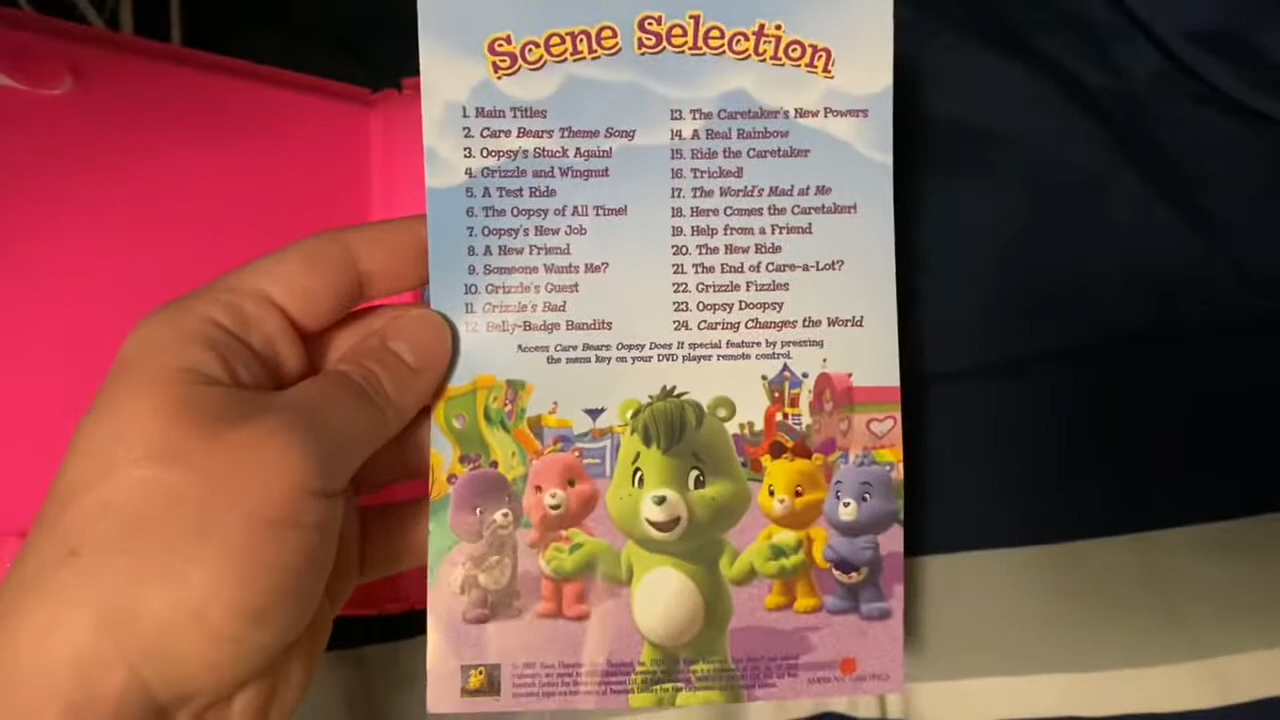 Scene Selection
1. Main Titles
2. Care Bears Theme Song
3. Oopsy's Stuck Again!
4. Grizzle and Wingnut
5. A Test Ride
6. The Oopsy of All Time!
7. Oopsy's New Job
8. A New Friend
9. Someone Wants Me?
10. Grizzle's Guest
11. Grizzle's Bad
12. Belly-Badge Bandits
13. The Caretaker's New Powers
14. A Real Rainbow
15. Ride the Caretaker
16. Tricked!
17. The World's Mad at Me
18. Here Comes the Caretaker!
19. Help from a Friend
20. The New Ride
21. The End of Care-a-Lot?
22. Grizzle Fizzles
23. Oopsy Doopsy
24. Caring Changes the World
Access Care Bears: Oopsy Does It special feature by pressing
the menu key on your DVD player remote control.
20
AMERICAN GREETINGS